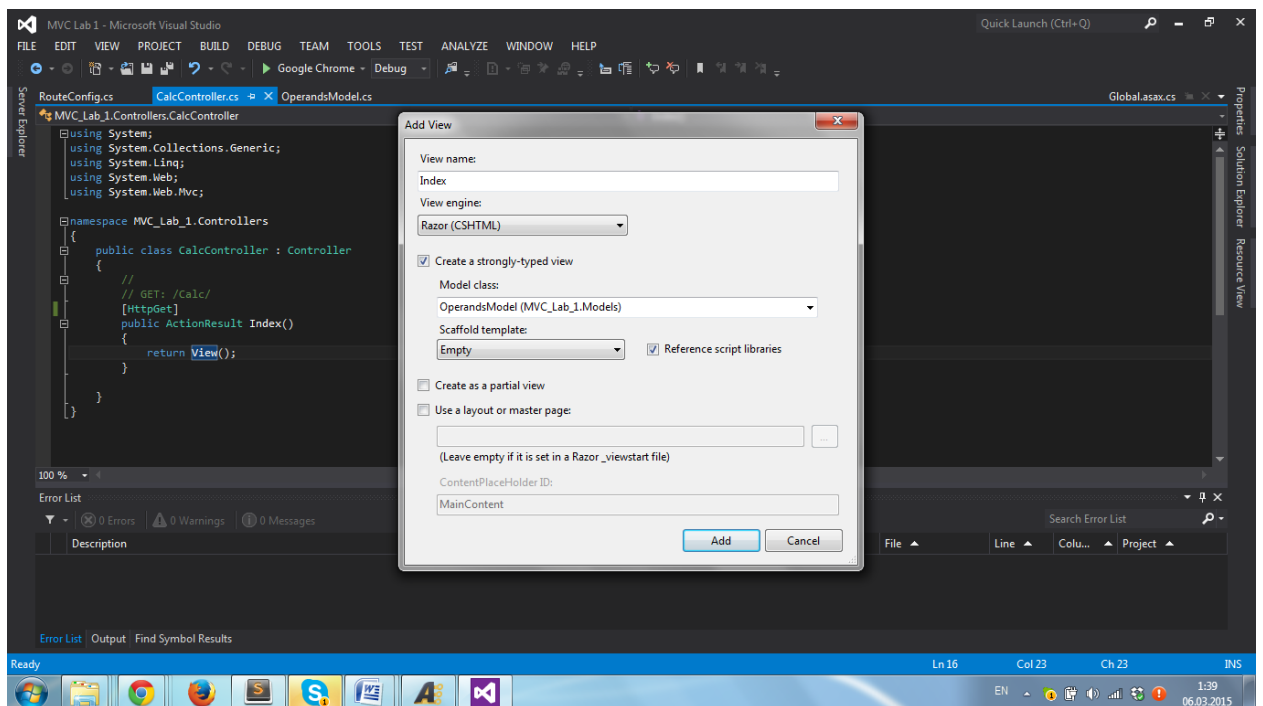 MVC Lab 1 - Microsoft Visual Studio
Quick Launch (Ctrl+Q)
FILE EDIT VIEW PROJECT BUILD DEBUG TEAM TOOLS TEST ANALYZE WINDOW HELP
Google Chrome
Debug
Server Explorer
RouteConfig.cs
CalcController.cs
OperandsModel.cs
Global.asax.cs
Properties
Solution Explorer
Resource View
MVC_Lab_1.Controllers.CalcController
using System;
using System.Collections.Generic;
using System.Linq;
using System.Web;
using System.Web.Mvc;
namespace MVC_Lab_1.Controllers
{
public class CalcController : Controller
{
//
// GET: /Calc/
[HttpGet]
public ActionResult Index()
{
return View();
}
}
}
100 %
Add View
View name:
Index
View engine:
Razor (CSHTML)
Create a strongly-typed view
Model class:
OperandsModel (MVC_Lab_1.Models)
Scaffold template:
Empty
Reference script libraries
Create as a partial view
Use a layout or master page:
...
(Leave empty if it is set in a Razor _viewstart file)
ContentPlaceHolder ID:
MainContent
Add Cancel
Error List
0 Errors 0 Warnings 0 Messages
Search Error List
Description File Line Colu... Project
Error List Output Find Symbol Results
Ready Ln 16 Col 23 Ch 23 INS
EN
1:39
06.03.2015